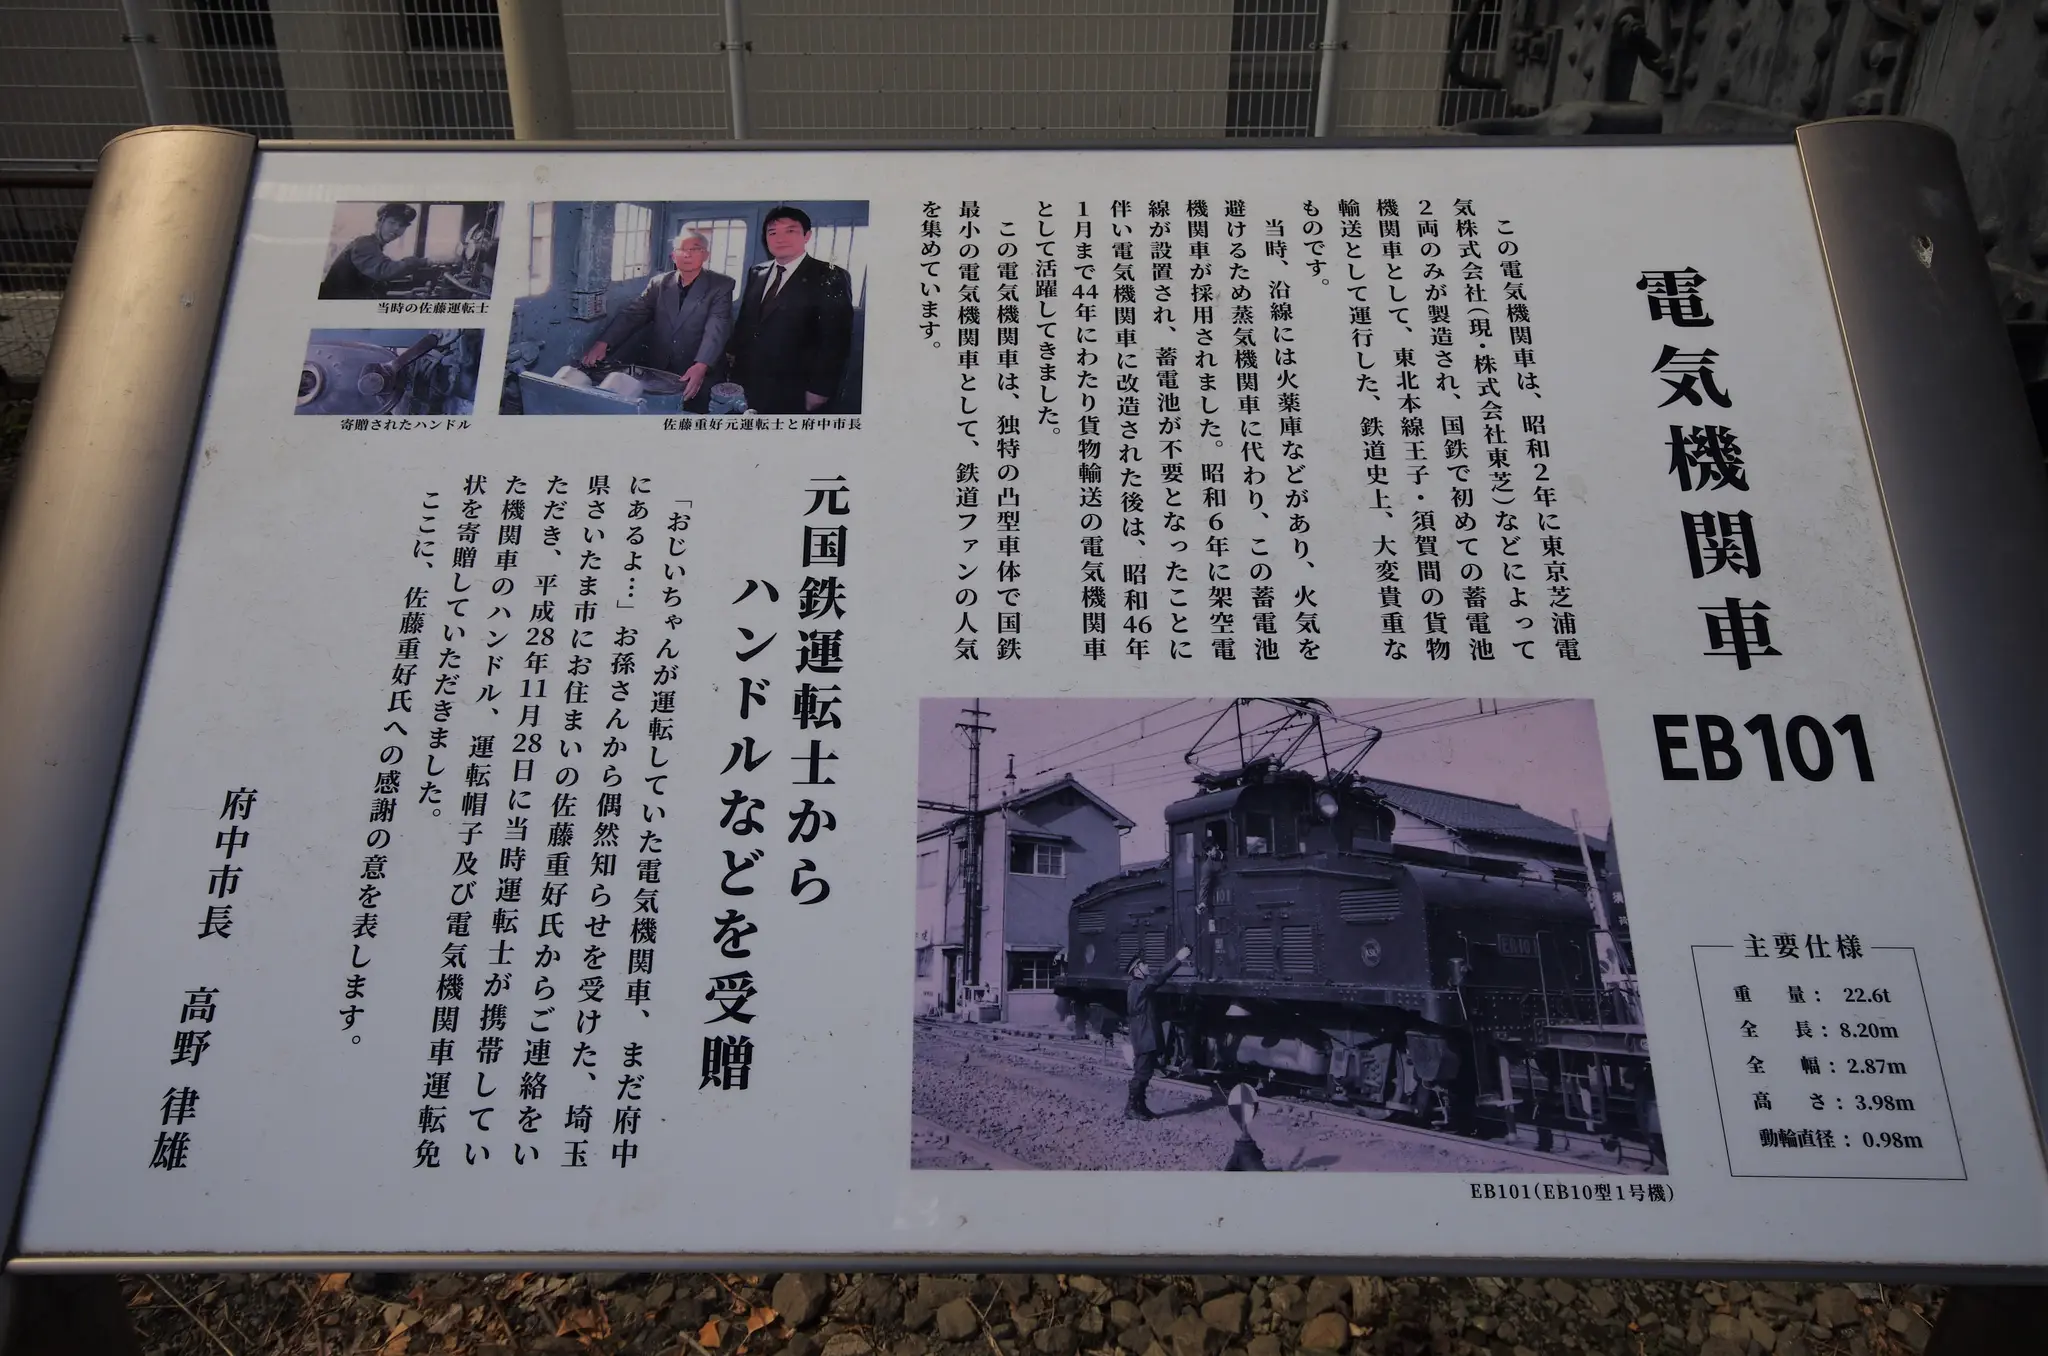 電気機関車 EB101
　この電気機関車は、昭和2年に東京芝浦電
気株式会社(現・株式会社東芝)などによって
2両のみが製造され、国鉄で初めての蓄電池
機関車として、東北本線王子・須賀間の貨物
輸送として運行した、鉄道史上、大変貴重な
ものです。
　当時、沿線には火薬庫などがあり、火気を
避けるため蒸気機関車に代わり、この蓄電池
機関車が採用されました。昭和6年に架空電
線が設置され、蓄電池が不要となったことに
伴い電気機関車に改造された後は、昭和46年
1月まで44年にわたり貨物輸送の電気機関車
として活躍してきました。
　この電気機関車は、独特の凸型車体で国鉄
最小の電気機関車として、鉄道ファンの人気
を集めています。
主要仕様
重　量： 22.6t
全　長： 8.20m
全　幅： 2.87m
高　さ： 3.98m
動輪直径： 0.98m
EB101(EB10型1号機)
当時の佐藤運転士
寄贈されたハンドル
佐藤重好元運転士と府中市長
元国鉄運転士から
ハンドルなどを受贈
　「おじいちゃんが運転していた電気機関車、まだ府中
にあるよ…」お孫さんから偶然知らせを受けた、埼玉
県さいたま市にお住まいの佐藤重好氏からご連絡をい
ただき、平成28年11月28日に当時運転士が携帯してい
た機関車のハンドル、運転帽子及び電気機関車運転免
状を寄贈していただきました。
　ここに、佐藤重好氏への感謝の意を表します。
府中市長　高野 律雄